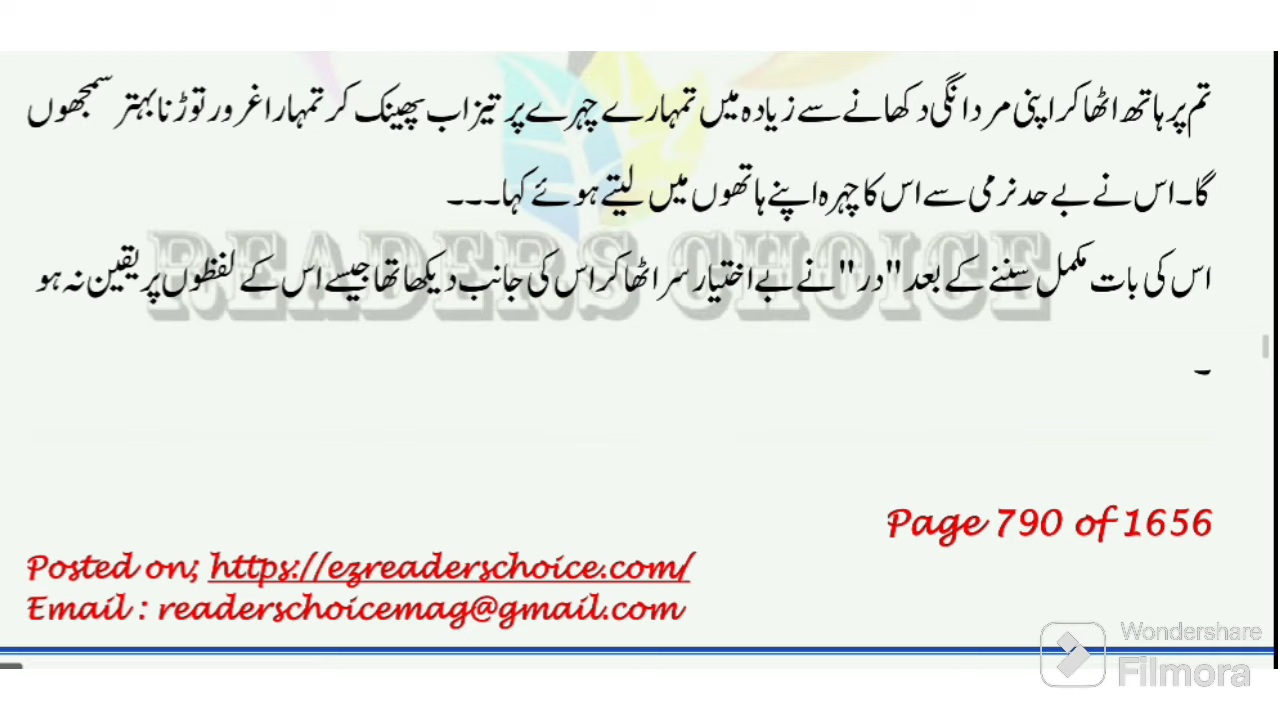 تم پر ہاتھ اٹھا کر اپنی مردانگی دکھانے سے زیادہ میں تمہارے چہرے پر تیزاب پھینک کر تمہارا غرور توڑنا بہتر سمجھوں
گا۔ اس نے بے حد نرمی سے اس کا چہرہ اپنے ہاتھوں میں لیتے ہوئے کہا۔۔۔
READERS CHOICE
اس کی بات مکمل سننے کے بعد "در" نے بے اختیار سر اٹھا کر اس کی جانب دیکھا تھا جیسے اس کے لفظوں پر یقین نہ ہو
۔
Page 790 of 1656
Posted on; https://ezreaderschoice.com/
Email : readerschoicemag@gmail.com
Wondershare
Filmora